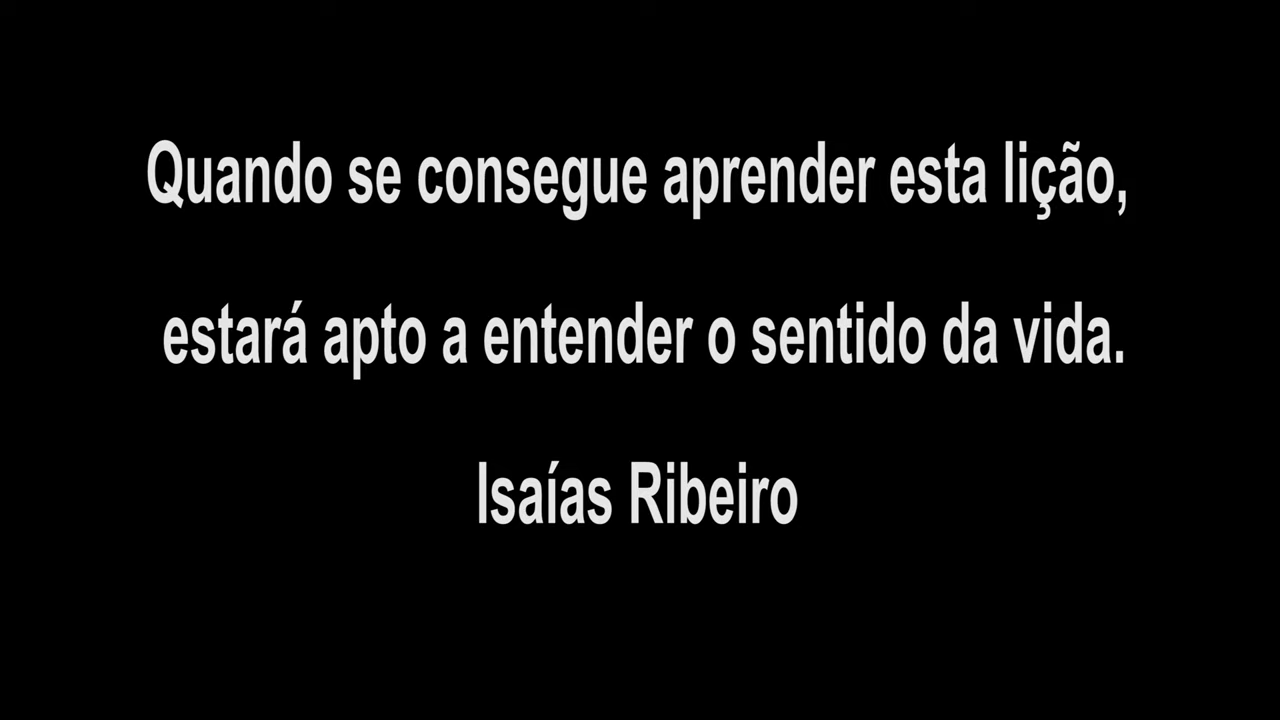 Quando se consegue aprender esta lição,
estará apto a entender o sentido da vida.
Isaías Ribeiro